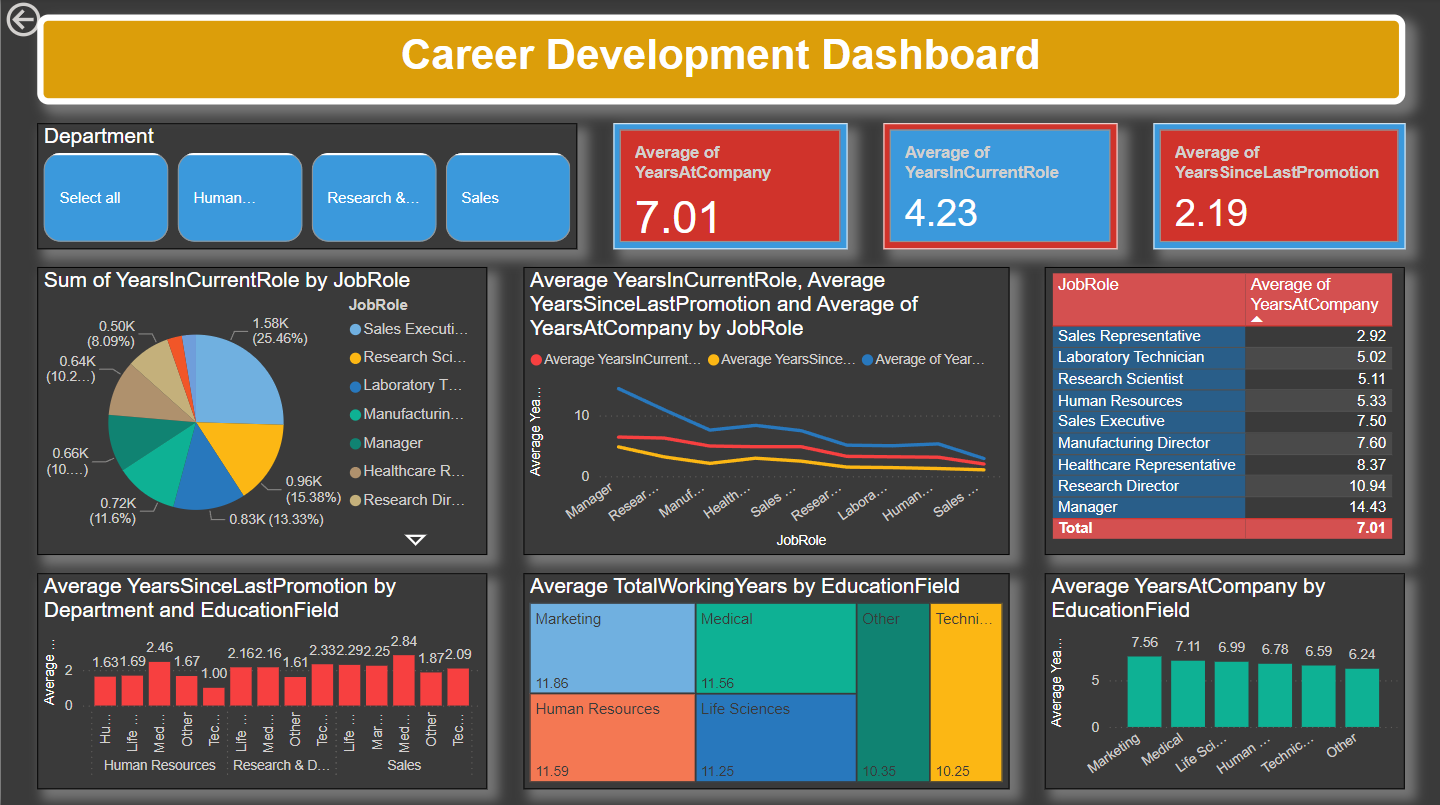 Career Development Dashboard
Department
Select all
Human...
Research &...
Sales
Average of
YearsAtCompany
7.01
Average of
YearsInCurrentRole
4.23
Average of
YearsSinceLastPromotion
2.19
Sum of YearsInCurrentRole by JobRole
JobRole
Sales Executi...
Research Sci...
Laboratory T...
Manufacturin...
Manager
Healthcare R...
Research Dir...
1.58K
(25.46%)
0.96K
(15.38%)
0.83K (13.33%)
0.72K
(11.6%)
0.66K
(10....)
0.64K
(10.2...)
0.50K
(8.09%)
Average YearsInCurrentRole, Average
YearsSinceLastPromotion and Average of
YearsAtCompany by JobRole
Average YearsInCurrent... Average YearsSince... Average of Year...
Average Yea...
10
0
Manager
Resear...
Manuf...
Health...
Sales ...
Resear...
Labora...
Human...
Sales ...
JobRole
JobRole Average of
YearsAtCompany
Sales Representative 2.92
Laboratory Technician 5.02
Research Scientist 5.11
Human Resources 5.33
Sales Executive 7.50
Manufacturing Director 7.60
Healthcare Representative 8.37
Research Director 10.94
Manager 14.43
Total 7.01
Average YearsSinceLastPromotion by
Department and EducationField
Average ...
2
0
1.63 1.69 2.46 1.67 1.00 2.16 2.16 1.61 2.33 2.29 2.25 2.84 1.87 2.09
Hu...
Life ...
Med...
Other
Tec...
Life ...
Med...
Other
Tec...
Life ...
Mar...
Med...
Other
Tec...
Human Resources
Research & D...
Sales
Average TotalWorkingYears by EducationField
Marketing
11.86
Medical
11.56
Other
10.35
Techni...
10.25
Human Resources
11.59
Life Sciences
11.25
Average YearsAtCompany by
EducationField
Average Yea...
5
0
7.56 7.11 6.99 6.78 6.59 6.24
Marketing
Medical
Life Sci...
Human ...
Technic...
Other